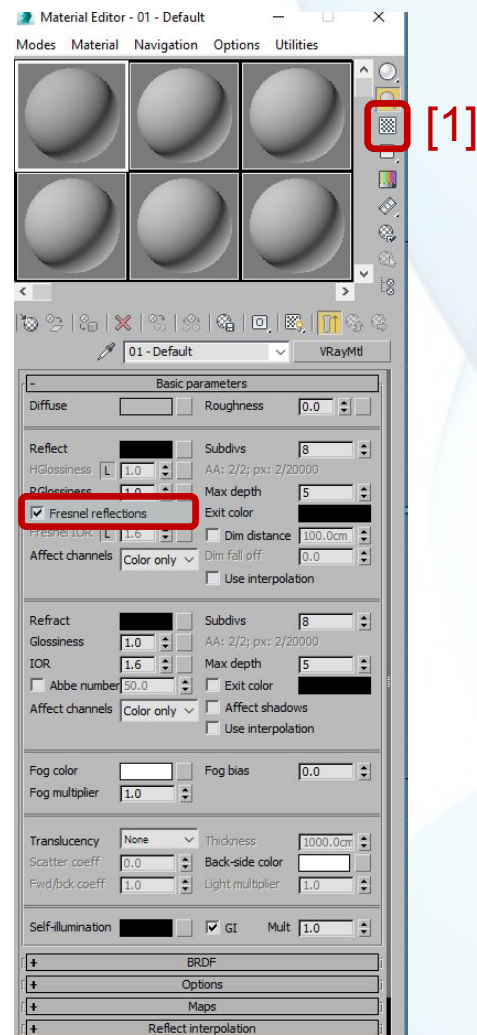 Material Editor - 01 - Default
Modes Material Navigation Options Utilities
[1]
01 - Default VRayMtl
- Basic parameters
Diffuse Roughness 0.0
Reflect Subdivs 8
HGlossiness L 1.0 AA: 2/2; px: 2/20000
RGlossiness 1.0 Max depth 5
Fresnel reflections Exit color
Fresnel IOR L 1.6 Dim distance 100.0cm
Affect channels Color only Dim fall off 0.0
Use interpolation
Refract Subdivs 8
Glossiness 1.0 AA: 2/2; px: 2/20000
IOR 1.6 Max depth 5
Abbe number 50.0 Exit color
Affect channels Color only Affect shadows
Use interpolation
Fog color Fog bias 0.0
Fog multiplier 1.0
Translucency None Thickness 1000.0cm
Scatter coeff 0.0 Back-side color
Fwd/bck coeff 1.0 Light multiplier 1.0
Self-illumination GI Mult 1.0
+ BRDF
+ Options
+ Maps
+ Reflect interpolation